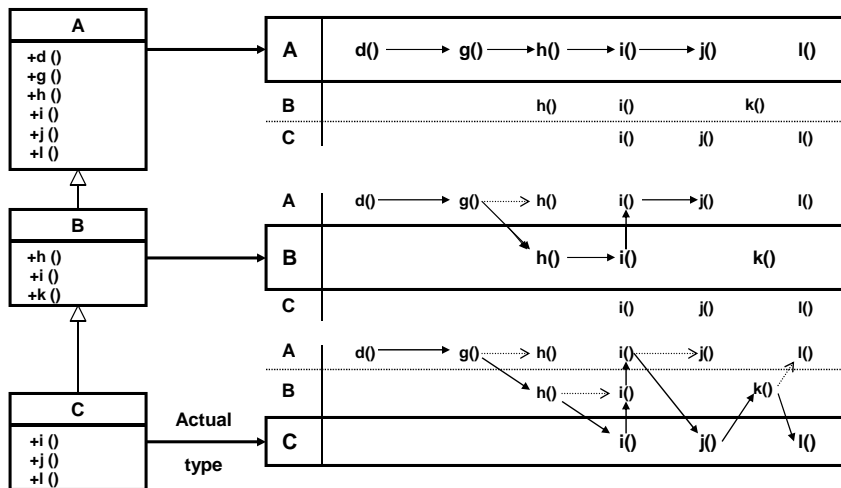 A
+d ()
+g ()
+h ()
+i ()
+j ()
+l ()
B
+h ()
+i ()
+k ()
C
+i ()
+j ()
+l ()
Actual
type
A d() g() h() i() j() l()
B h() i() k()
C i() j() l()
A d() g() h() i() j() l()
B h() i() k()
C i() j() l()
A d() g() h() i() j() l()
B h() i() k()
C i() j() l()